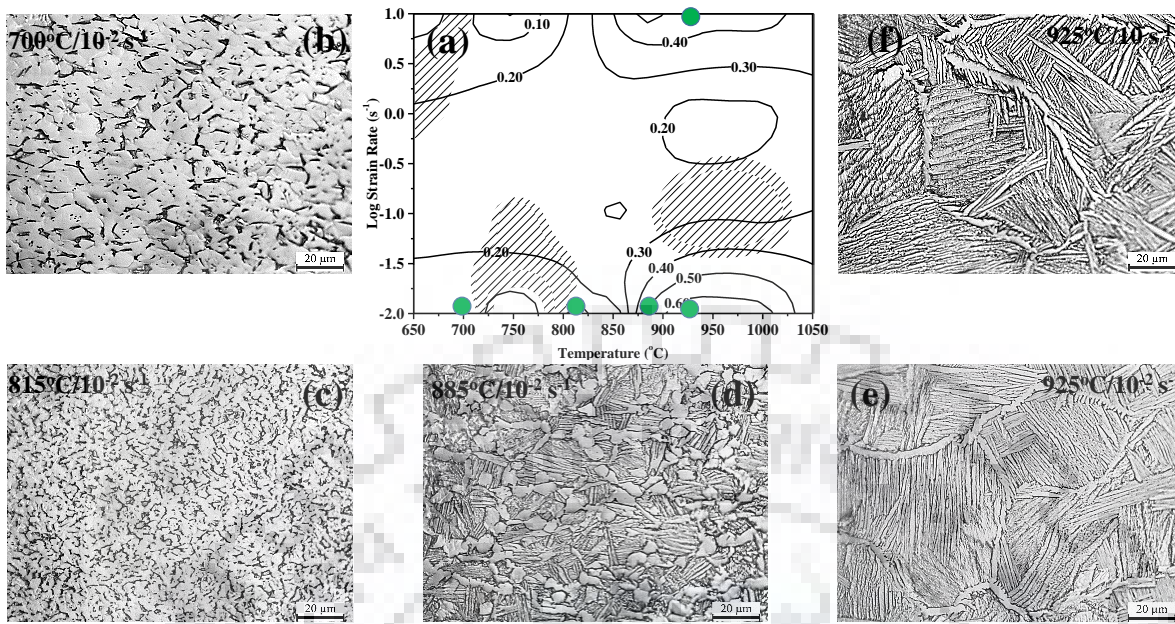 700°C/10⁻² s⁻¹ (b)
20 µm
(a)
1.0
0.5
0.0
-0.5
-1.0
-1.5
-2.0
650 700 750 800 850 900 950 1000 1050
Log Strain Rate (s⁻¹)
Temperature (°C)
0.10
0.40
0.20
0.30
0.20
0.20
0.30
0.40
0.50
(f) 925°C/10 s⁻¹
20 µm
815°C/10⁻² s⁻¹
(c)
20 µm
885°C/10⁻² s⁻¹
(d)
20 µm
(e) 925°C/10⁻² s
20 µm